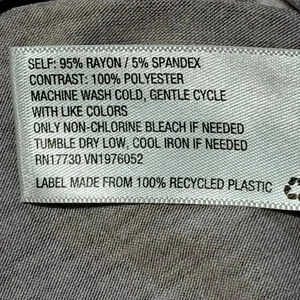 SELF: 95% RAYON / 5% SPANDEX
CONTRAST: 100% POLYESTER
MACHINE WASH COLD, GENTLE CYCLE
WITH LIKE COLORS
ONLY NON-CHLORINE BLEACH IF NEEDED
TUMBLE DRY LOW, COOL IRON IF NEEDED
RN17730 VN1976052
LABEL MADE FROM 100% RECYCLED PLASTIC